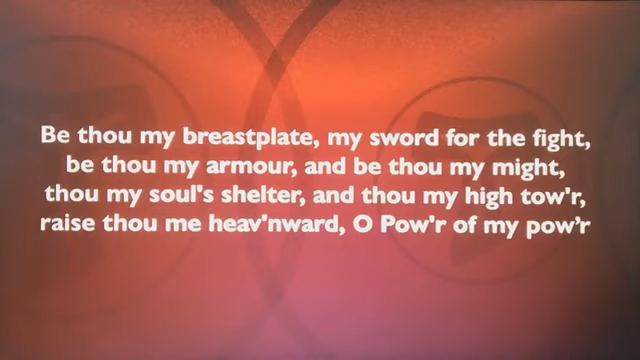 Be thou my breastplate, my sword for the fight,
be thou my armour, and be thou my might,
thou my soul's shelter, and thou my high tow'r,
raise thou me heav'nward, O Pow'r of my pow’r